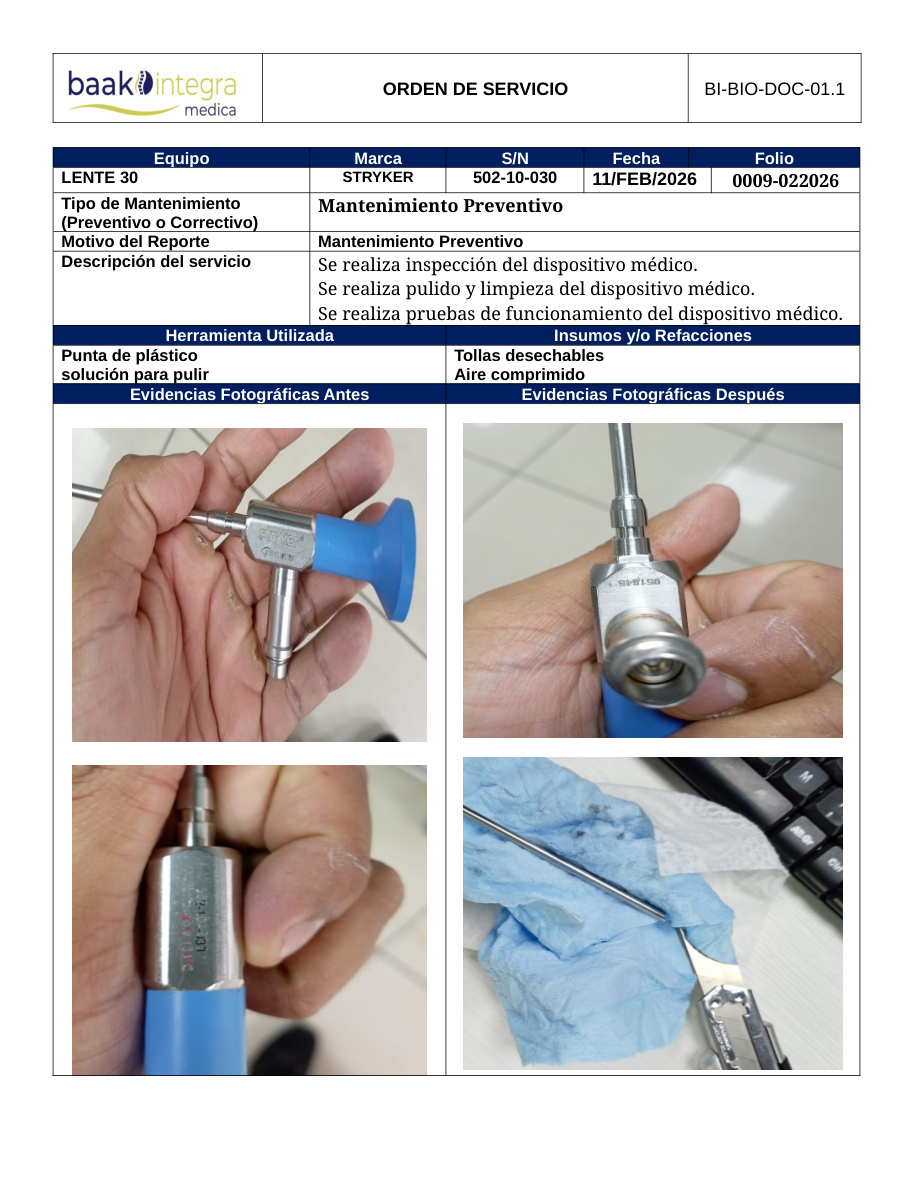 baak integra
medica
ORDEN DE SERVICIO
BI-BIO-DOC-01.1
Equipo Marca S/N Fecha Folio
LENTE 30 STRYKER 502-10-030 11/FEB/2026 0009-022026
Tipo de Mantenimiento
(Preventivo o Correctivo)
Mantenimiento Preventivo
Motivo del Reporte Mantenimiento Preventivo
Descripción del servicio
Se realiza inspección del dispositivo médico.
Se realiza pulido y limpieza del dispositivo médico.
Se realiza pruebas de funcionamiento del dispositivo médico.
Herramienta Utilizada Insumos y/o Refacciones
Punta de plástico
solución para pulir
Tollas desechables
Aire comprimido
Evidencias Fotográficas Antes Evidencias Fotográficas Después
M
Alt Gr